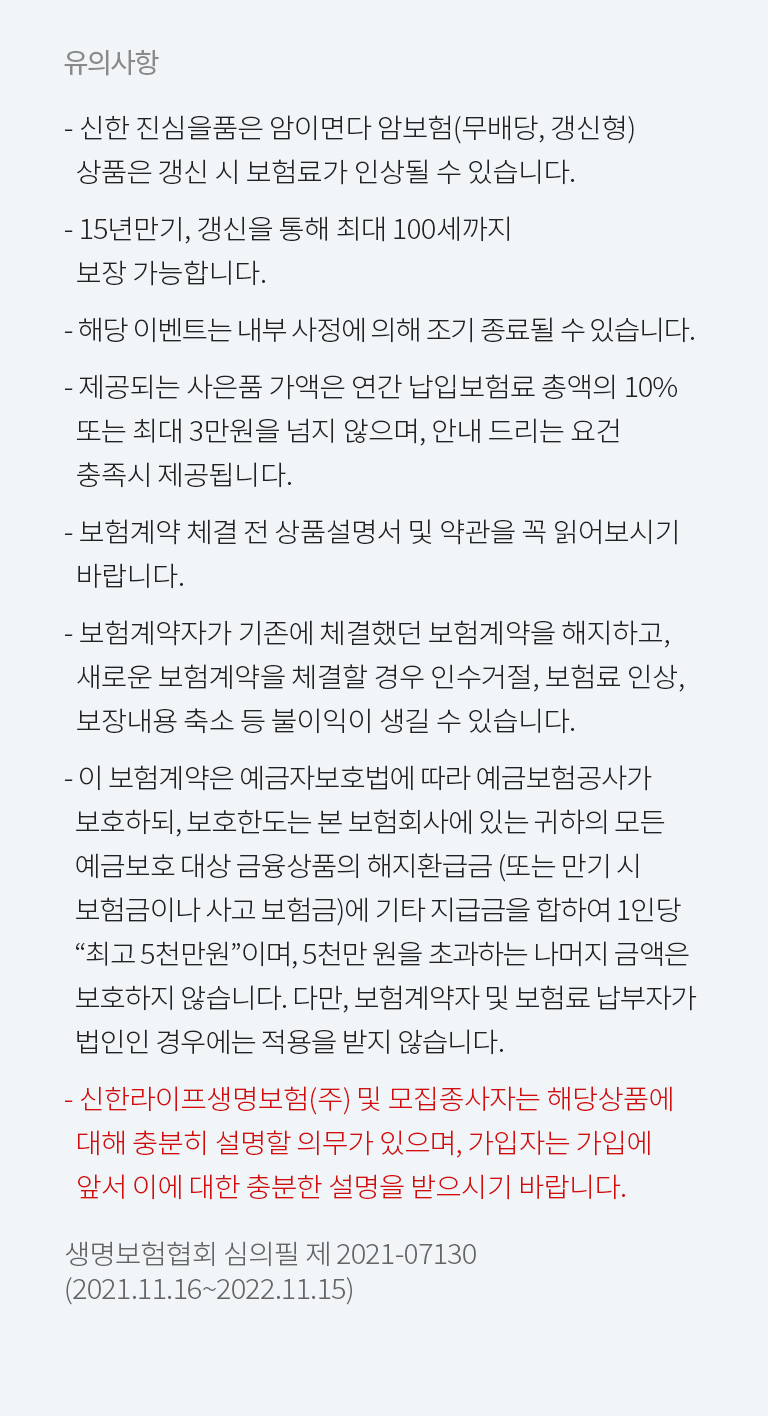 유의사항
- 신한 진심을품은 암이면다 암보험(무배당, 갱신형)
상품은 갱신 시 보험료가 인상될 수 있습니다.
- 15년만기, 갱신을 통해 최대 100세까지
보장 가능합니다.
- 해당 이벤트는 내부 사정에 의해 조기 종료될 수 있습니다.
- 제공되는 사은품 가액은 연간 납입보험료 총액의 10%
또는 최대 3만원을 넘지 않으며, 안내 드리는 요건
충족시 제공됩니다.
- 보험계약 체결 전 상품설명서 및 약관을 꼭 읽어보시기
바랍니다.
- 보험계약자가 기존에 체결했던 보험계약을 해지하고,
새로운 보험계약을 체결할 경우 인수거절, 보험료 인상,
보장내용 축소 등 불이익이 생길 수 있습니다.
- 이 보험계약은 예금자보호법에 따라 예금보험공사가
보호하되, 보호한도는 본 보험회사에 있는 귀하의 모든
예금보호 대상 금융상품의 해지환급금 (또는 만기 시
보험금이나 사고 보험금)에 기타 지급금을 합하여 1인당
“최고 5천만원”이며, 5천만 원을 초과하는 나머지 금액은
보호하지 않습니다. 다만, 보험계약자 및 보험료 납부자가
법인인 경우에는 적용을 받지 않습니다.
- 신한라이프생명보험(주) 및 모집종사자는 해당상품에
대해 충분히 설명할 의무가 있으며, 가입자는 가입에
앞서 이에 대한 충분한 설명을 받으시기 바랍니다.
생명보험협회 심의필 제 2021-07130
(2021.11.16~2022.11.15)